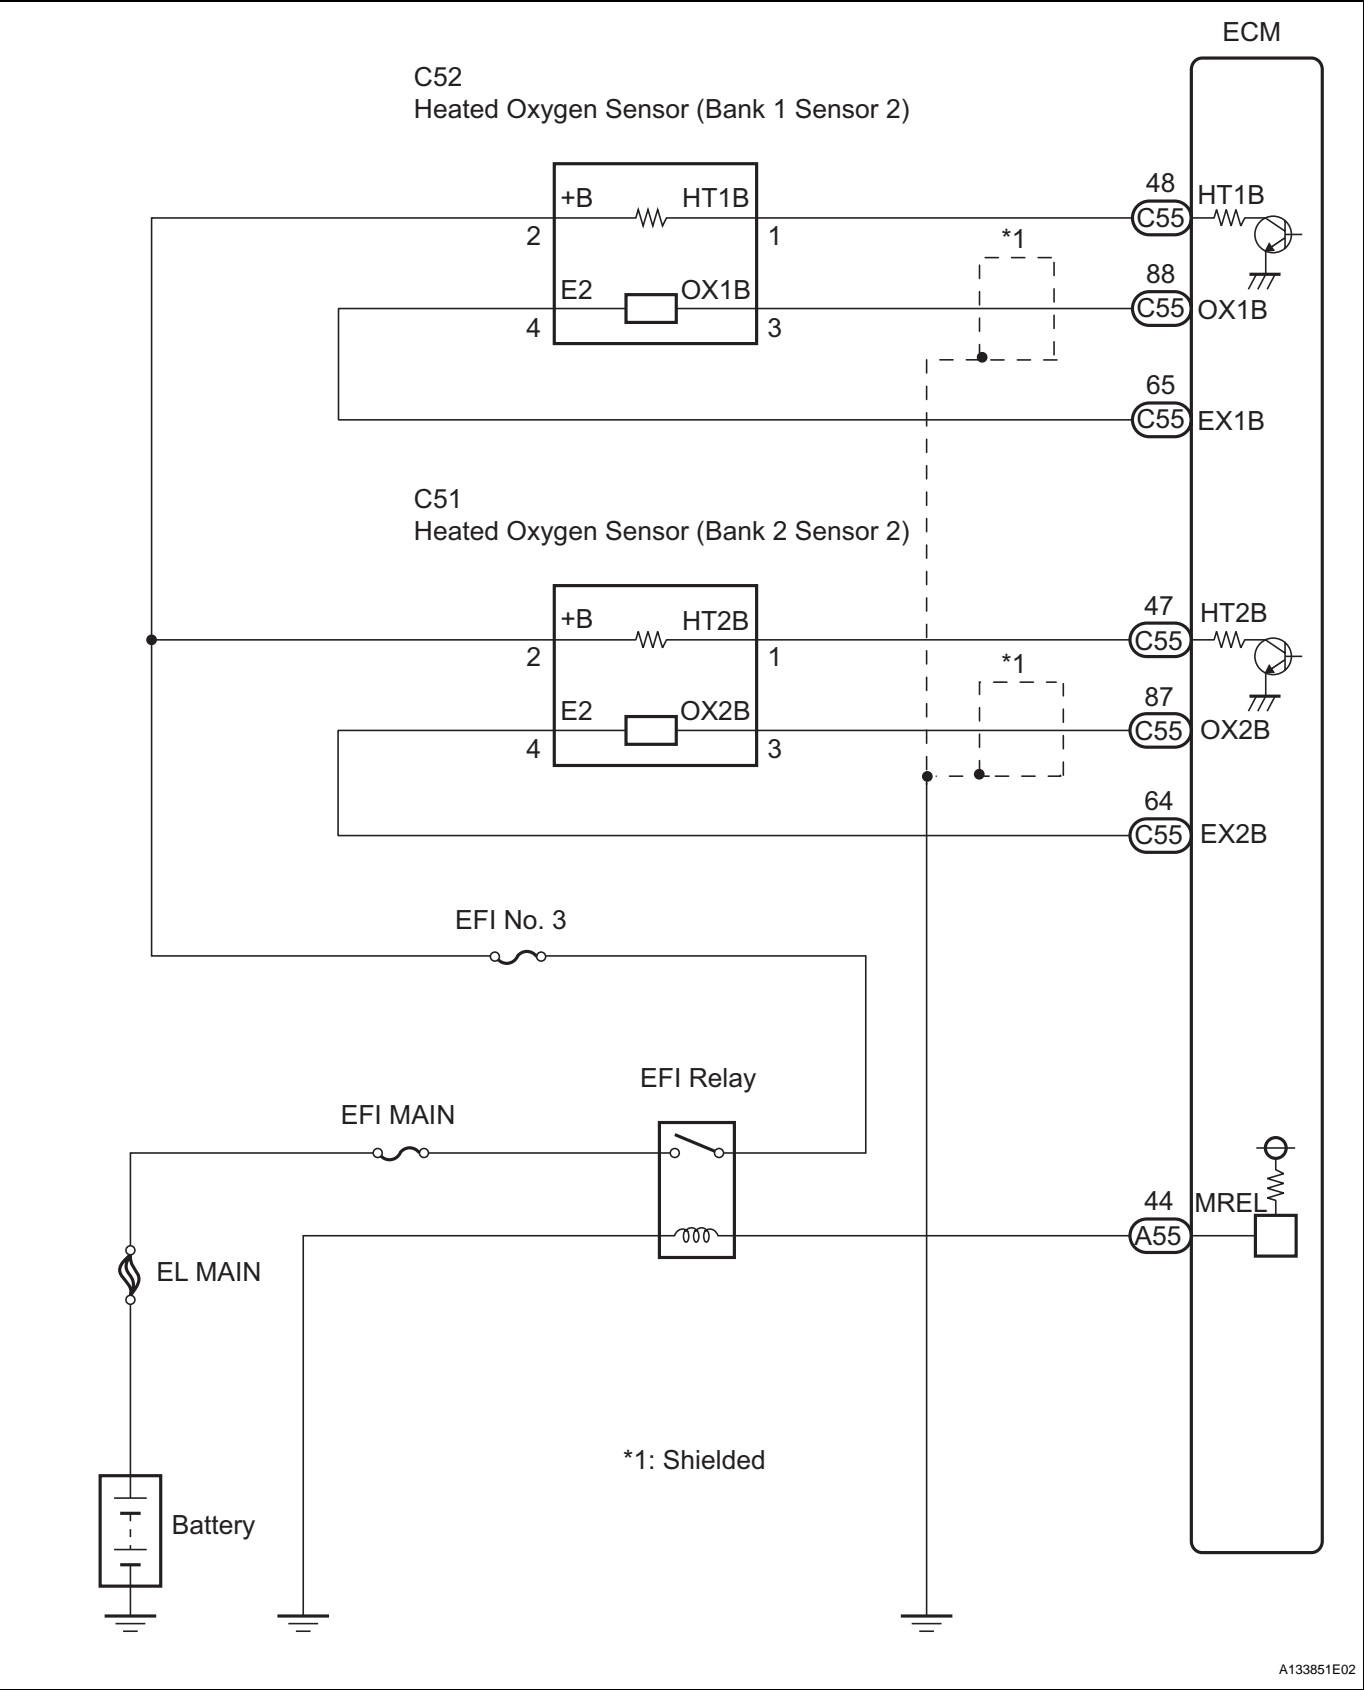 ECM
C52
Heated Oxygen Sensor (Bank 1 Sensor 2)
+B
HT1B
2
1
E2
OX1B
4
3
*1
48
C55
HT1B
88
C55
OX1B
65
C55
EX1B
C51
Heated Oxygen Sensor (Bank 2 Sensor 2)
+B
HT2B
2
1
E2
OX2B
4
3
*1
47
C55
HT2B
87
C55
OX2B
64
C55
EX2B
EFI No. 3
EFI Relay
EFI MAIN
44
A55
MREL
EL MAIN
*1: Shielded
Battery
A133851E02